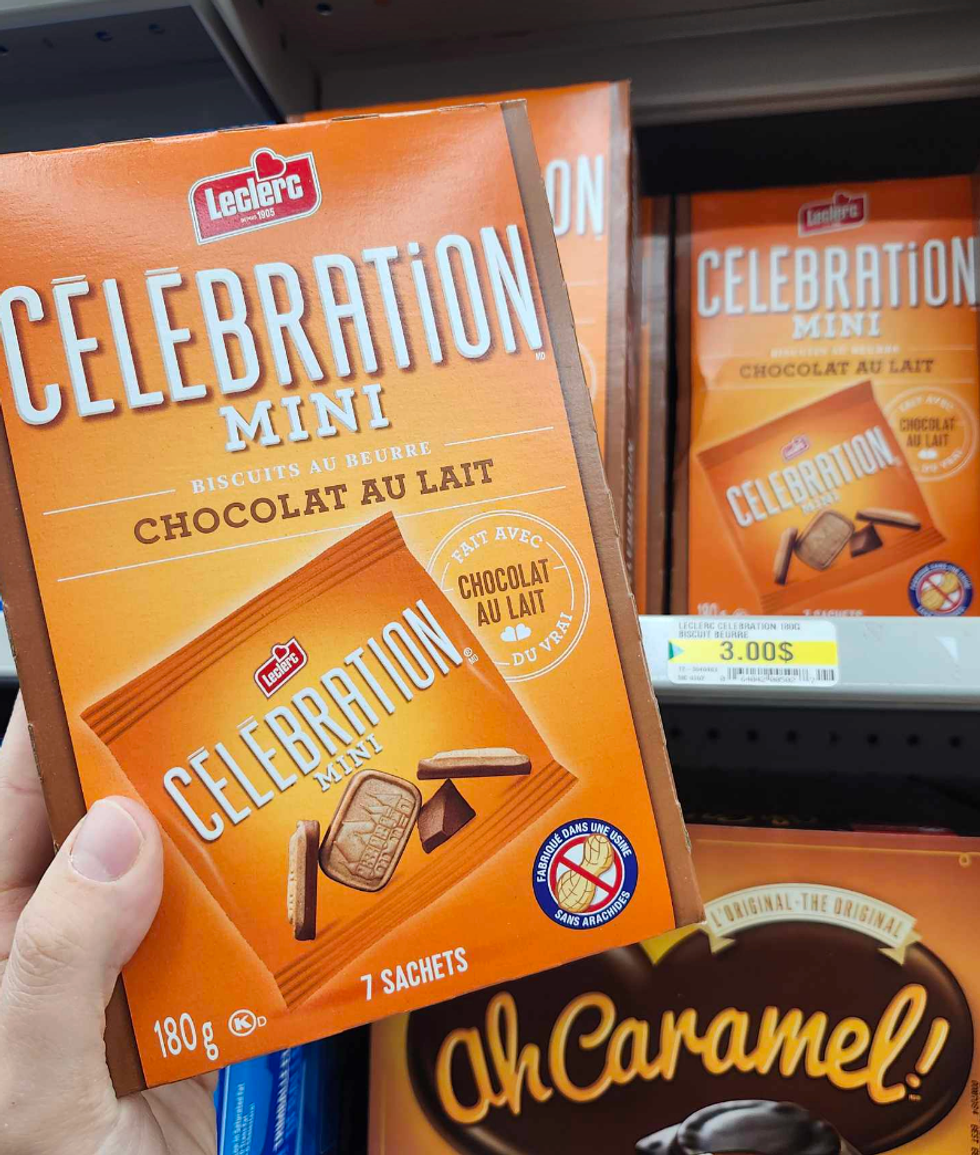 Leclerc
DEPUIS 1905
CĒLĒBRATiON
MD
MINI
BISCUITS AU BEURRE
CHOCOLAT AU LAIT
FAIT AVEC
CHOCOLAT
AU LAIT
DU VRAI
Leclerc
CĒLĒBRATiON
MINI
FABRIQUÉ DANS UNE USINE
SANS ARACHIDES
7 SACHETS
180g
K D
ON
Leclerc
CELEBRATiON
MINI
BISCUITS AU BEURRE
CHOCOLAT AU LAIT
FAIT AVEC
CHOCOLAT
AU LAIT
DU VRAI
Leclerc
CELEBRATiON
MINI
180g
7 SACHETS
LECLERC CELEBRATION 180G
BISCUIT BEURRE
3.00$
L'ORIGINAL-THE ORIGINAL
ahCaramel!